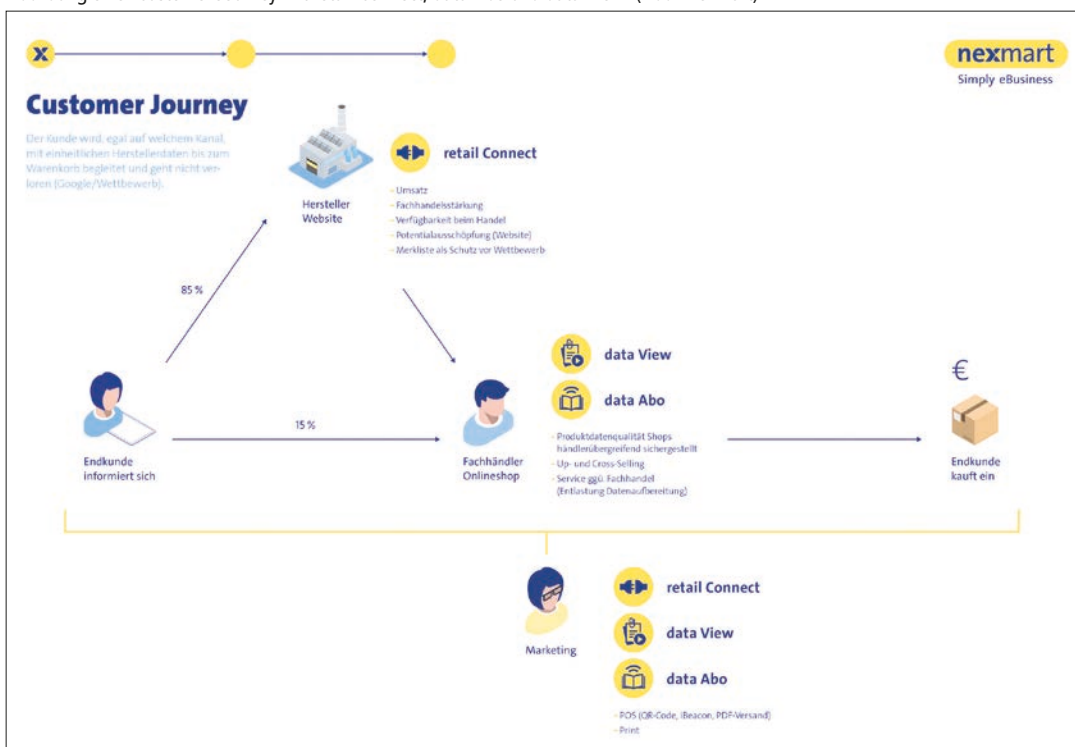 x
nexmart
Simply eBusiness
Customer Journey
Der Kunde wird, egal auf welchem Kanal,
mit einheitlichen Herstellerdaten bis zum
Warenkorb begleitet und geht nicht ver-
loren (Google/Wettbewerb).
Hersteller
Website
retail Connect
- Umsatz
- Fachhandelsstärkung
- Verfügbarkeit beim Handel
- Potentialausschöpfung (Website)
- Merkliste als Schutz vor Wettbewerb
85 %
15 %
Endkunde
informiert sich
Fachhändler
Onlineshop
data View
data Abo
- Produktdatenqualität Shops
händlerübergreifend sichergestellt
- Up- und Cross-Selling
- Service ggü. Fachhandel
(Entlastung Datenaufbereitung)
€
Endkunde
kauft ein
Marketing
retail Connect
data View
data Abo
- POS (QR-Code, iBeacon, PDF-Versand)
- Print